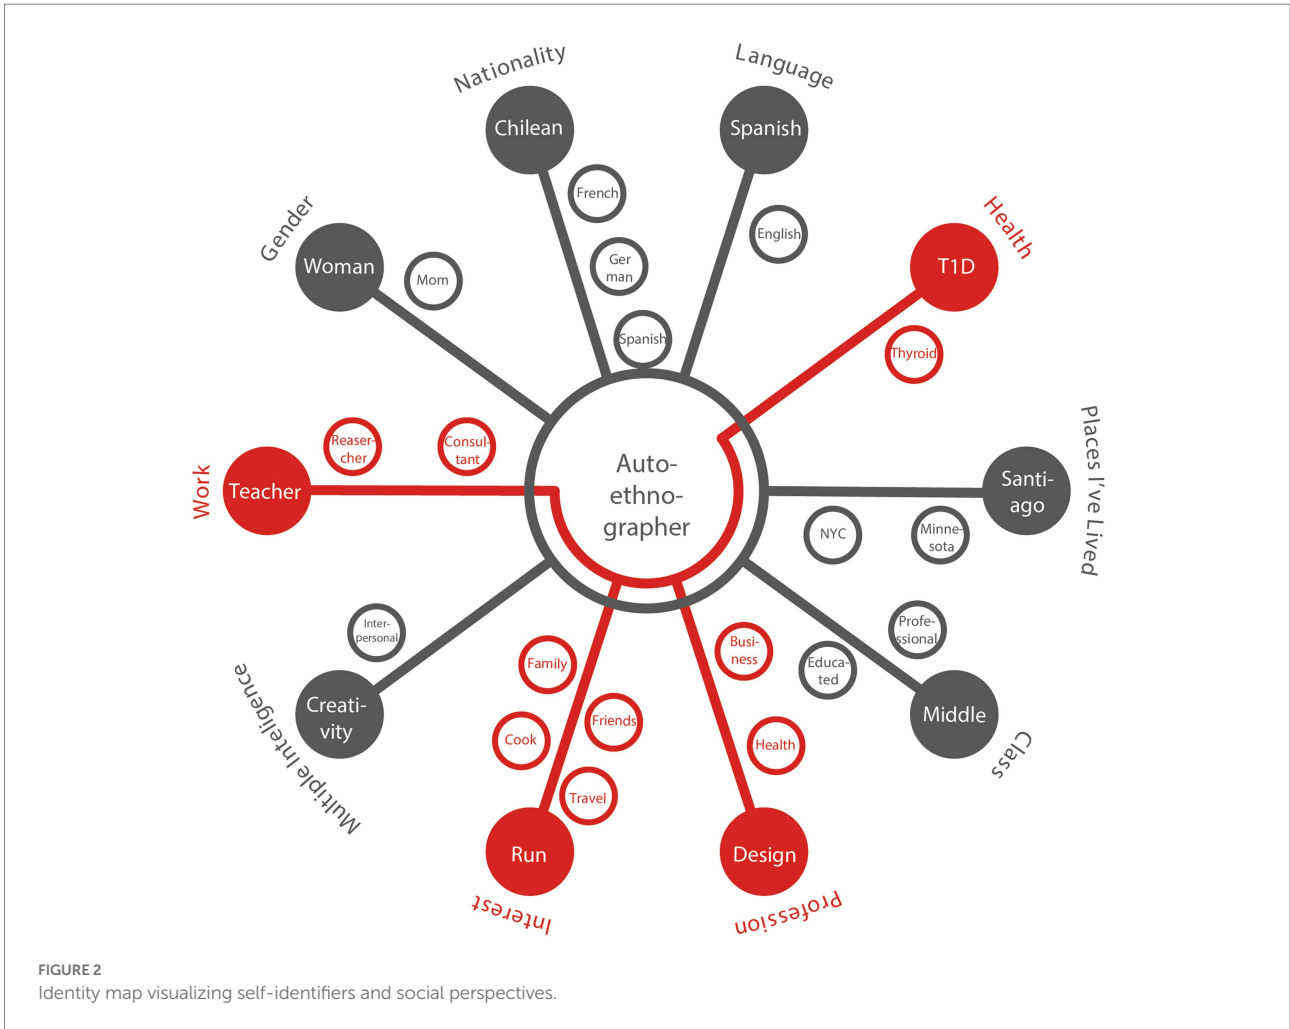 Nationality
Chilean
French
Ger
man
Spanish
Language
Spanish
English
Health
T1D
Thyroid
Places I've Lived
Santi-
ago
NYC
Minne-
sota
Class
Middle
Profe-
ssional
Educa-
ted
Profession
Design
Busi-
ness
Health
Interest
Run
Family
Friends
Cook
Travel
Multiple Inteligence
Creati-
vity
Inter-
personal
Work
Teacher
Reaser-
cher
Consul-
tant
Gender
Woman
Mom
Auto-
ethno-
grapher
FIGURE 2
Identity map visualizing self-identifiers and social perspectives.